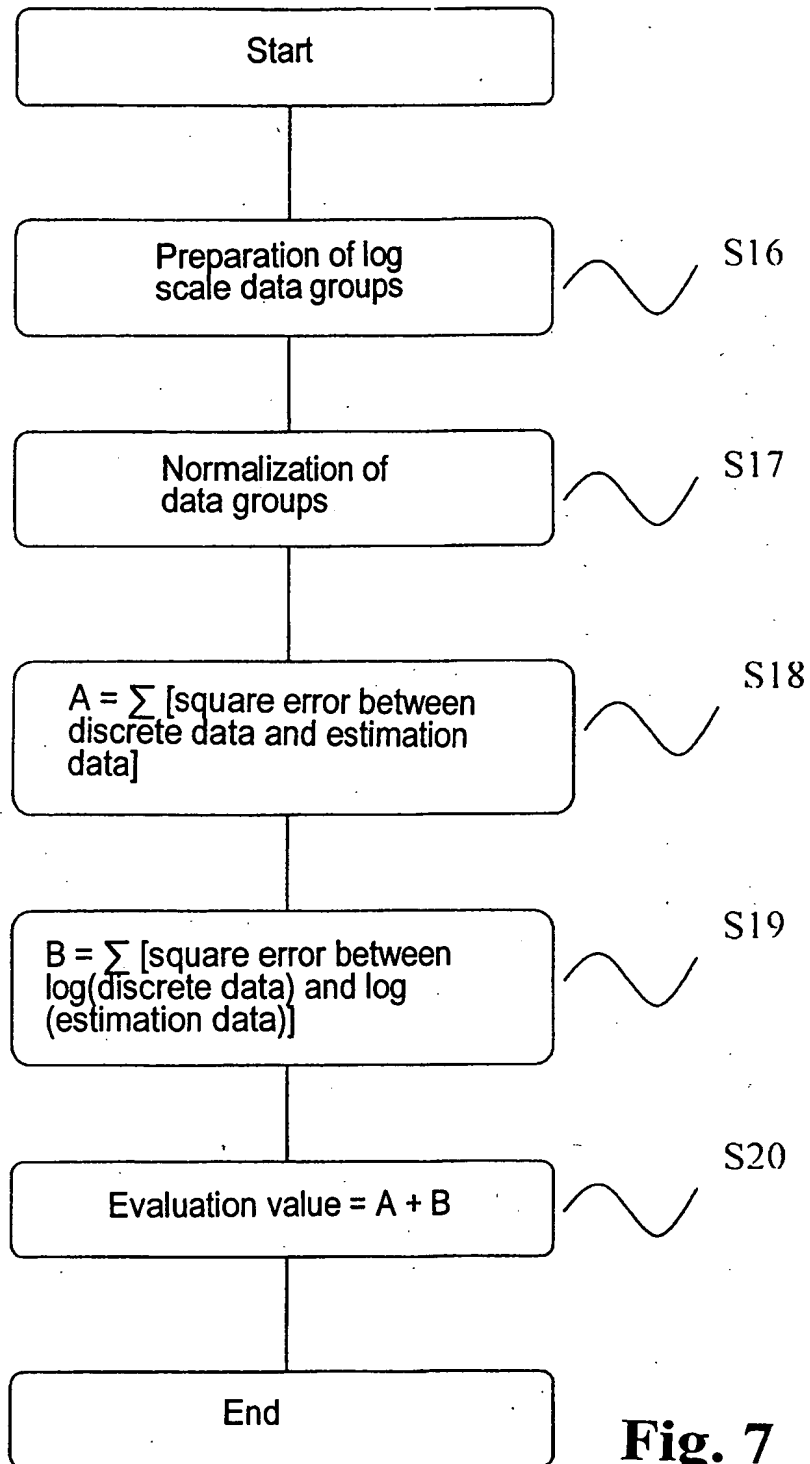 Start
Preparation of log
scale data groups
S16
Normalization of
data groups
S17
A = ∑ [square error between
discrete data and estimation
data]
S18
B = ∑ [square error between
log(discrete data) and log
(estimation data)]
S19
Evaluation value = A + B
S20
End
Fig. 7